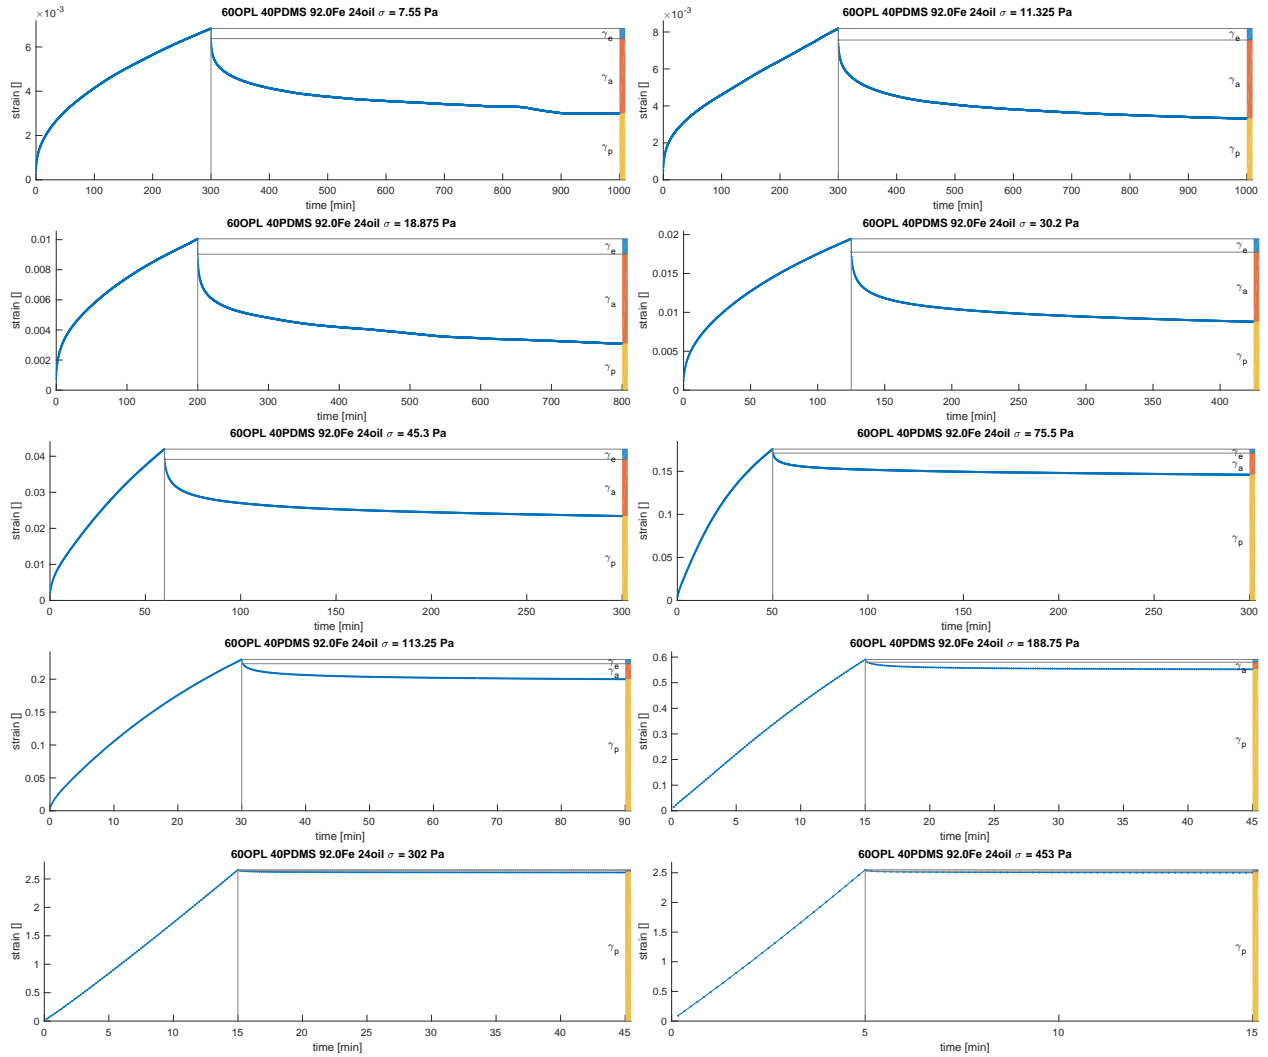 60OPL 40PDMS 92.0Fe 24oil σ = 7.55 Pa
×10⁻³
strain []
6
4
2
0
γe
γa
γp
0 100 200 300 400 500 600 700 800 900 1000
time [min]
60OPL 40PDMS 92.0Fe 24oil σ = 11.325 Pa
×10⁻³
strain []
8
6
4
2
0
γe
γa
γp
0 100 200 300 400 500 600 700 800 900 1000
time [min]
60OPL 40PDMS 92.0Fe 24oil σ = 18.875 Pa
strain []
0.01
0.008
0.006
0.004
0.002
0
γe
γa
γp
0 100 200 300 400 500 600 700 800
time [min]
60OPL 40PDMS 92.0Fe 24oil σ = 30.2 Pa
strain []
0.02
0.015
0.01
0.005
0
γe
γa
γp
0 50 100 150 200 250 300 350 400
time [min]
60OPL 40PDMS 92.0Fe 24oil σ = 45.3 Pa
strain []
0.04
0.03
0.02
0.01
0
γe
γa
γp
0 50 100 150 200 250 300
time [min]
60OPL 40PDMS 92.0Fe 24oil σ = 75.5 Pa
strain []
0.15
0.1
0.05
0
γe
γa
γp
0 50 100 150 200 250 300
time [min]
60OPL 40PDMS 92.0Fe 24oil σ = 113.25 Pa
strain []
0.2
0.15
0.1
0.05
0
γe
γa
γp
0 10 20 30 40 50 60 70 80 90
time [min]
60OPL 40PDMS 92.0Fe 24oil σ = 188.75 Pa
strain []
0.6
0.5
0.4
0.3
0.2
0.1
0
γa
γp
0 5 10 15 20 25 30 35 40 45
time [min]
60OPL 40PDMS 92.0Fe 24oil σ = 302 Pa
strain []
2.5
2
1.5
1
0.5
0
γp
0 5 10 15 20 25 30 35 40 45
time [min]
60OPL 40PDMS 92.0Fe 24oil σ = 453 Pa
strain []
2.5
2
1.5
1
0.5
0
γp
0 5 10 15
time [min]